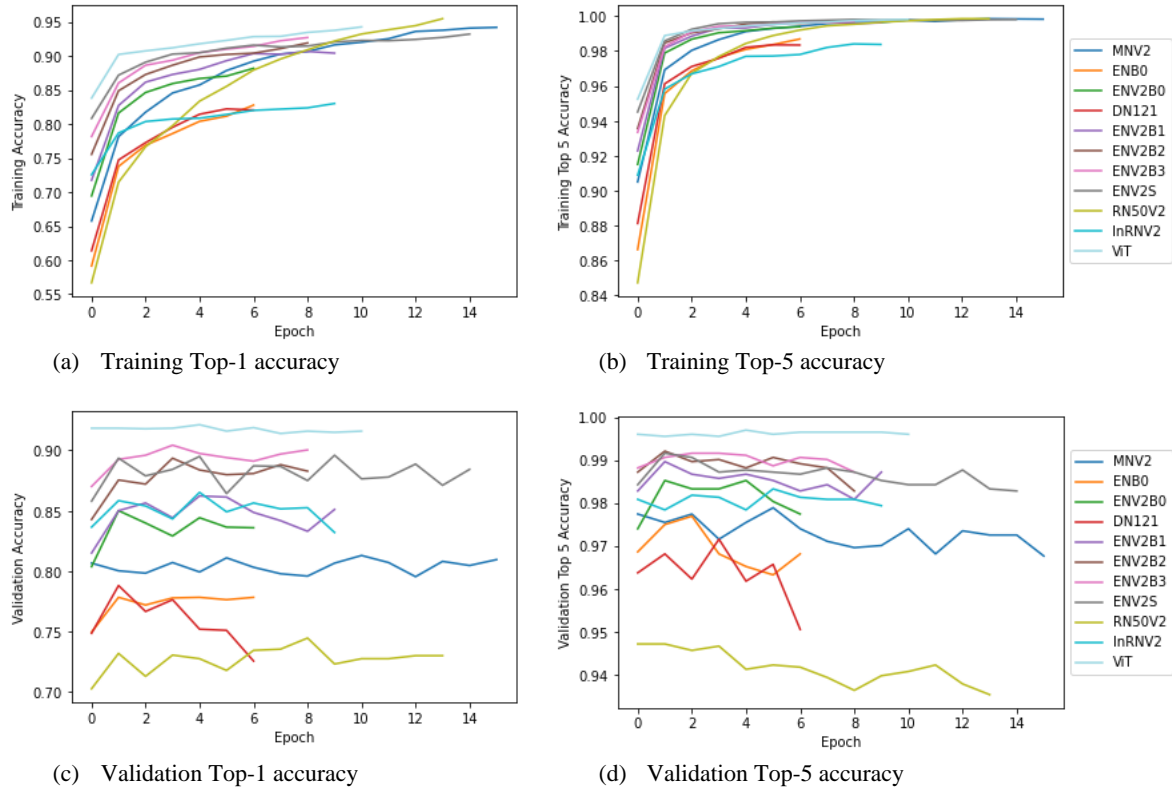 0.95
0.90
0.85
0.80
0.75
0.70
0.65
0.60
0.55
Training Accuracy
0 2 4 6 8 10 12 14
Epoch
(a) Training Top-1 accuracy
1.00
0.98
0.96
0.94
0.92
0.90
0.88
0.86
0.84
Training Top 5 Accuracy
0 2 4 6 8 10 12 14
Epoch
(b) Training Top-5 accuracy
MNV2
ENB0
ENV2B0
DN121
ENV2B1
ENV2B2
ENV2B3
ENV2S
RN50V2
InRNV2
ViT
0.90
0.85
0.80
0.75
0.70
Validation Accuracy
0 2 4 6 8 10 12 14
Epoch
(c) Validation Top-1 accuracy
1.00
0.99
0.98
0.97
0.96
0.95
0.94
Validation Top 5 Accuracy
0 2 4 6 8 10 12 14
Epoch
(d) Validation Top-5 accuracy
MNV2
ENB0
ENV2B0
DN121
ENV2B1
ENV2B2
ENV2B3
ENV2S
RN50V2
InRNV2
ViT